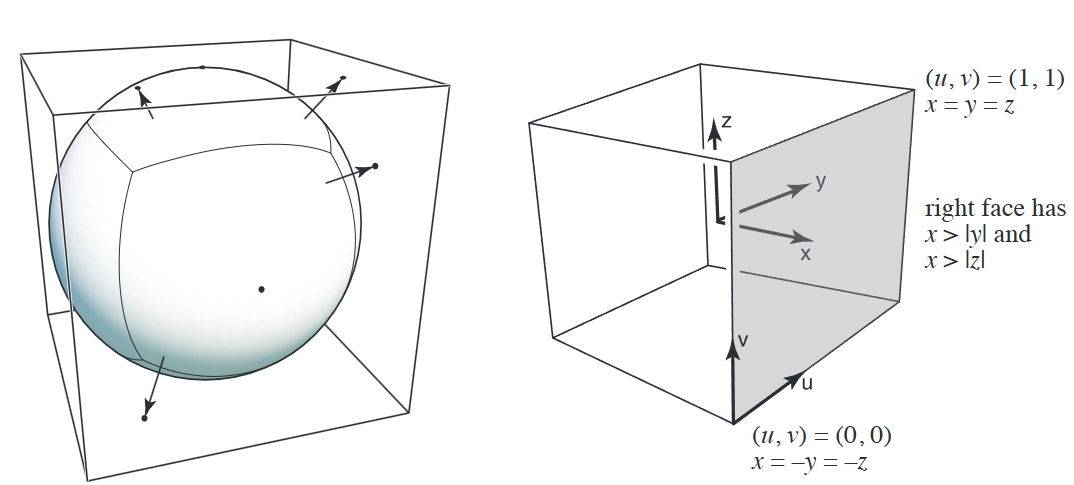 (u, v) = (1, 1)
x = y = z
z
y
x
right face has
x > |y| and
x > |z|
v
u
(u, v) = (0, 0)
x = –y = –z